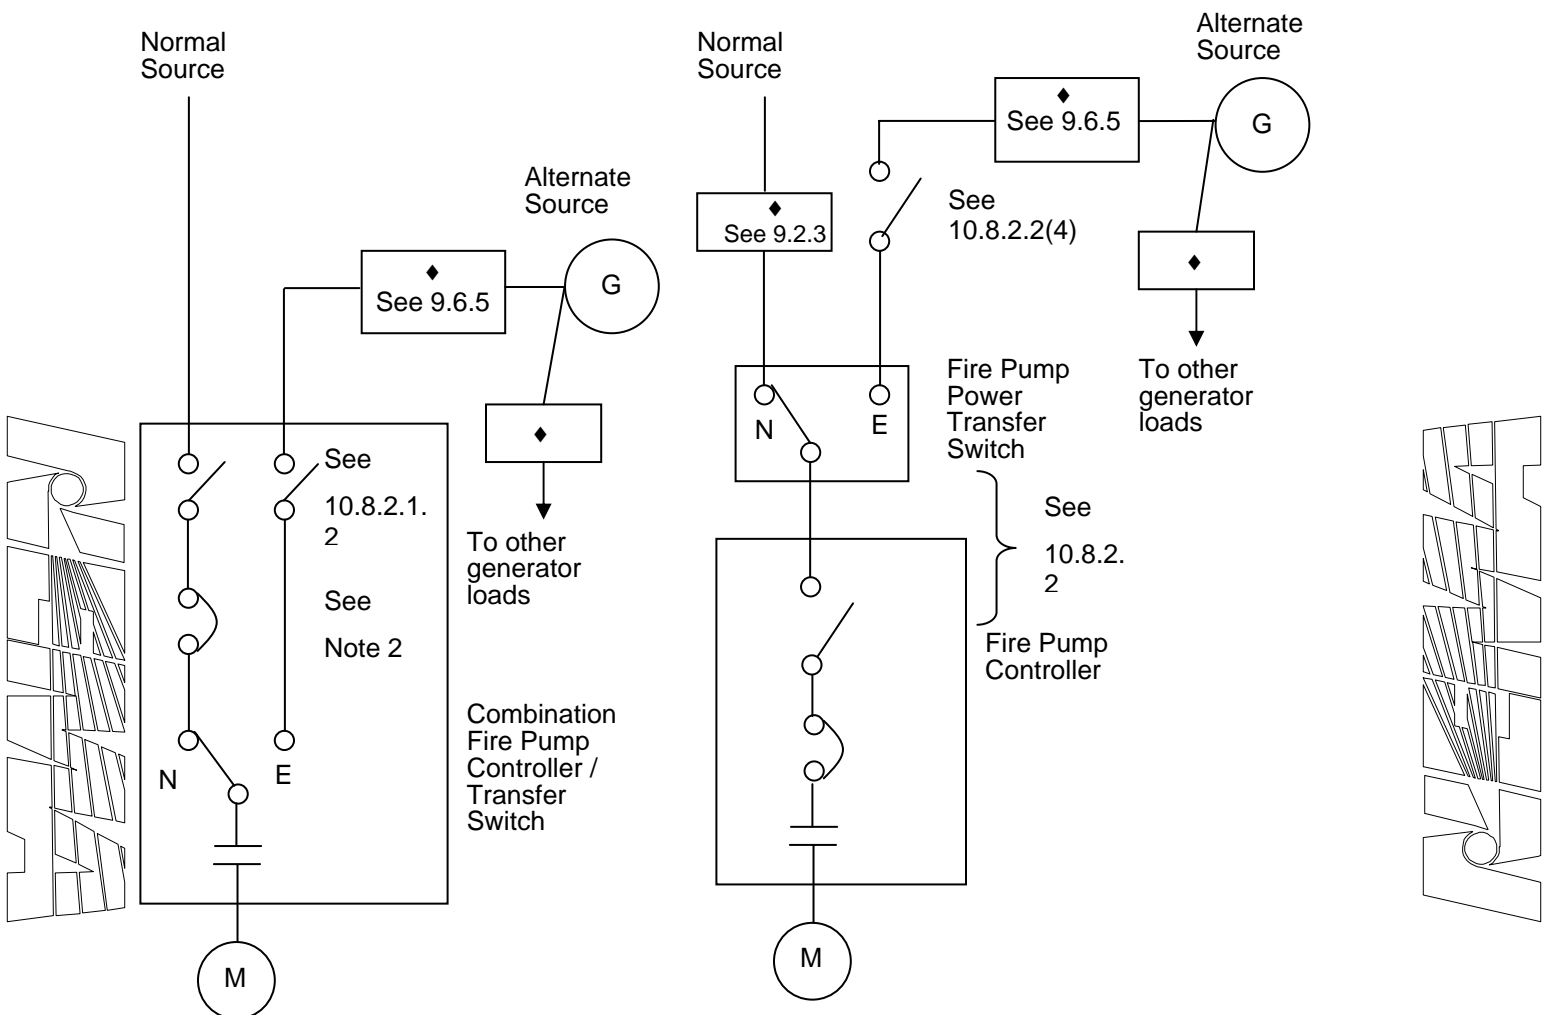 Normal
Source
Alternate
Source
♦
See 9.6.5
G
♦
To other
generator
loads
See
10.8.2.1.
2
See
Note 2
N
E
Combination
Fire Pump
Controller /
Transfer
Switch
M
Normal
Source
Alternate
Source
♦
See 9.6.5
G
♦
See 9.2.3
See
10.8.2.2(4)
♦
To other
generator
loads
N
E
Fire Pump
Power
Transfer
Switch
See
10.8.2.
2
Fire Pump
Controller
M